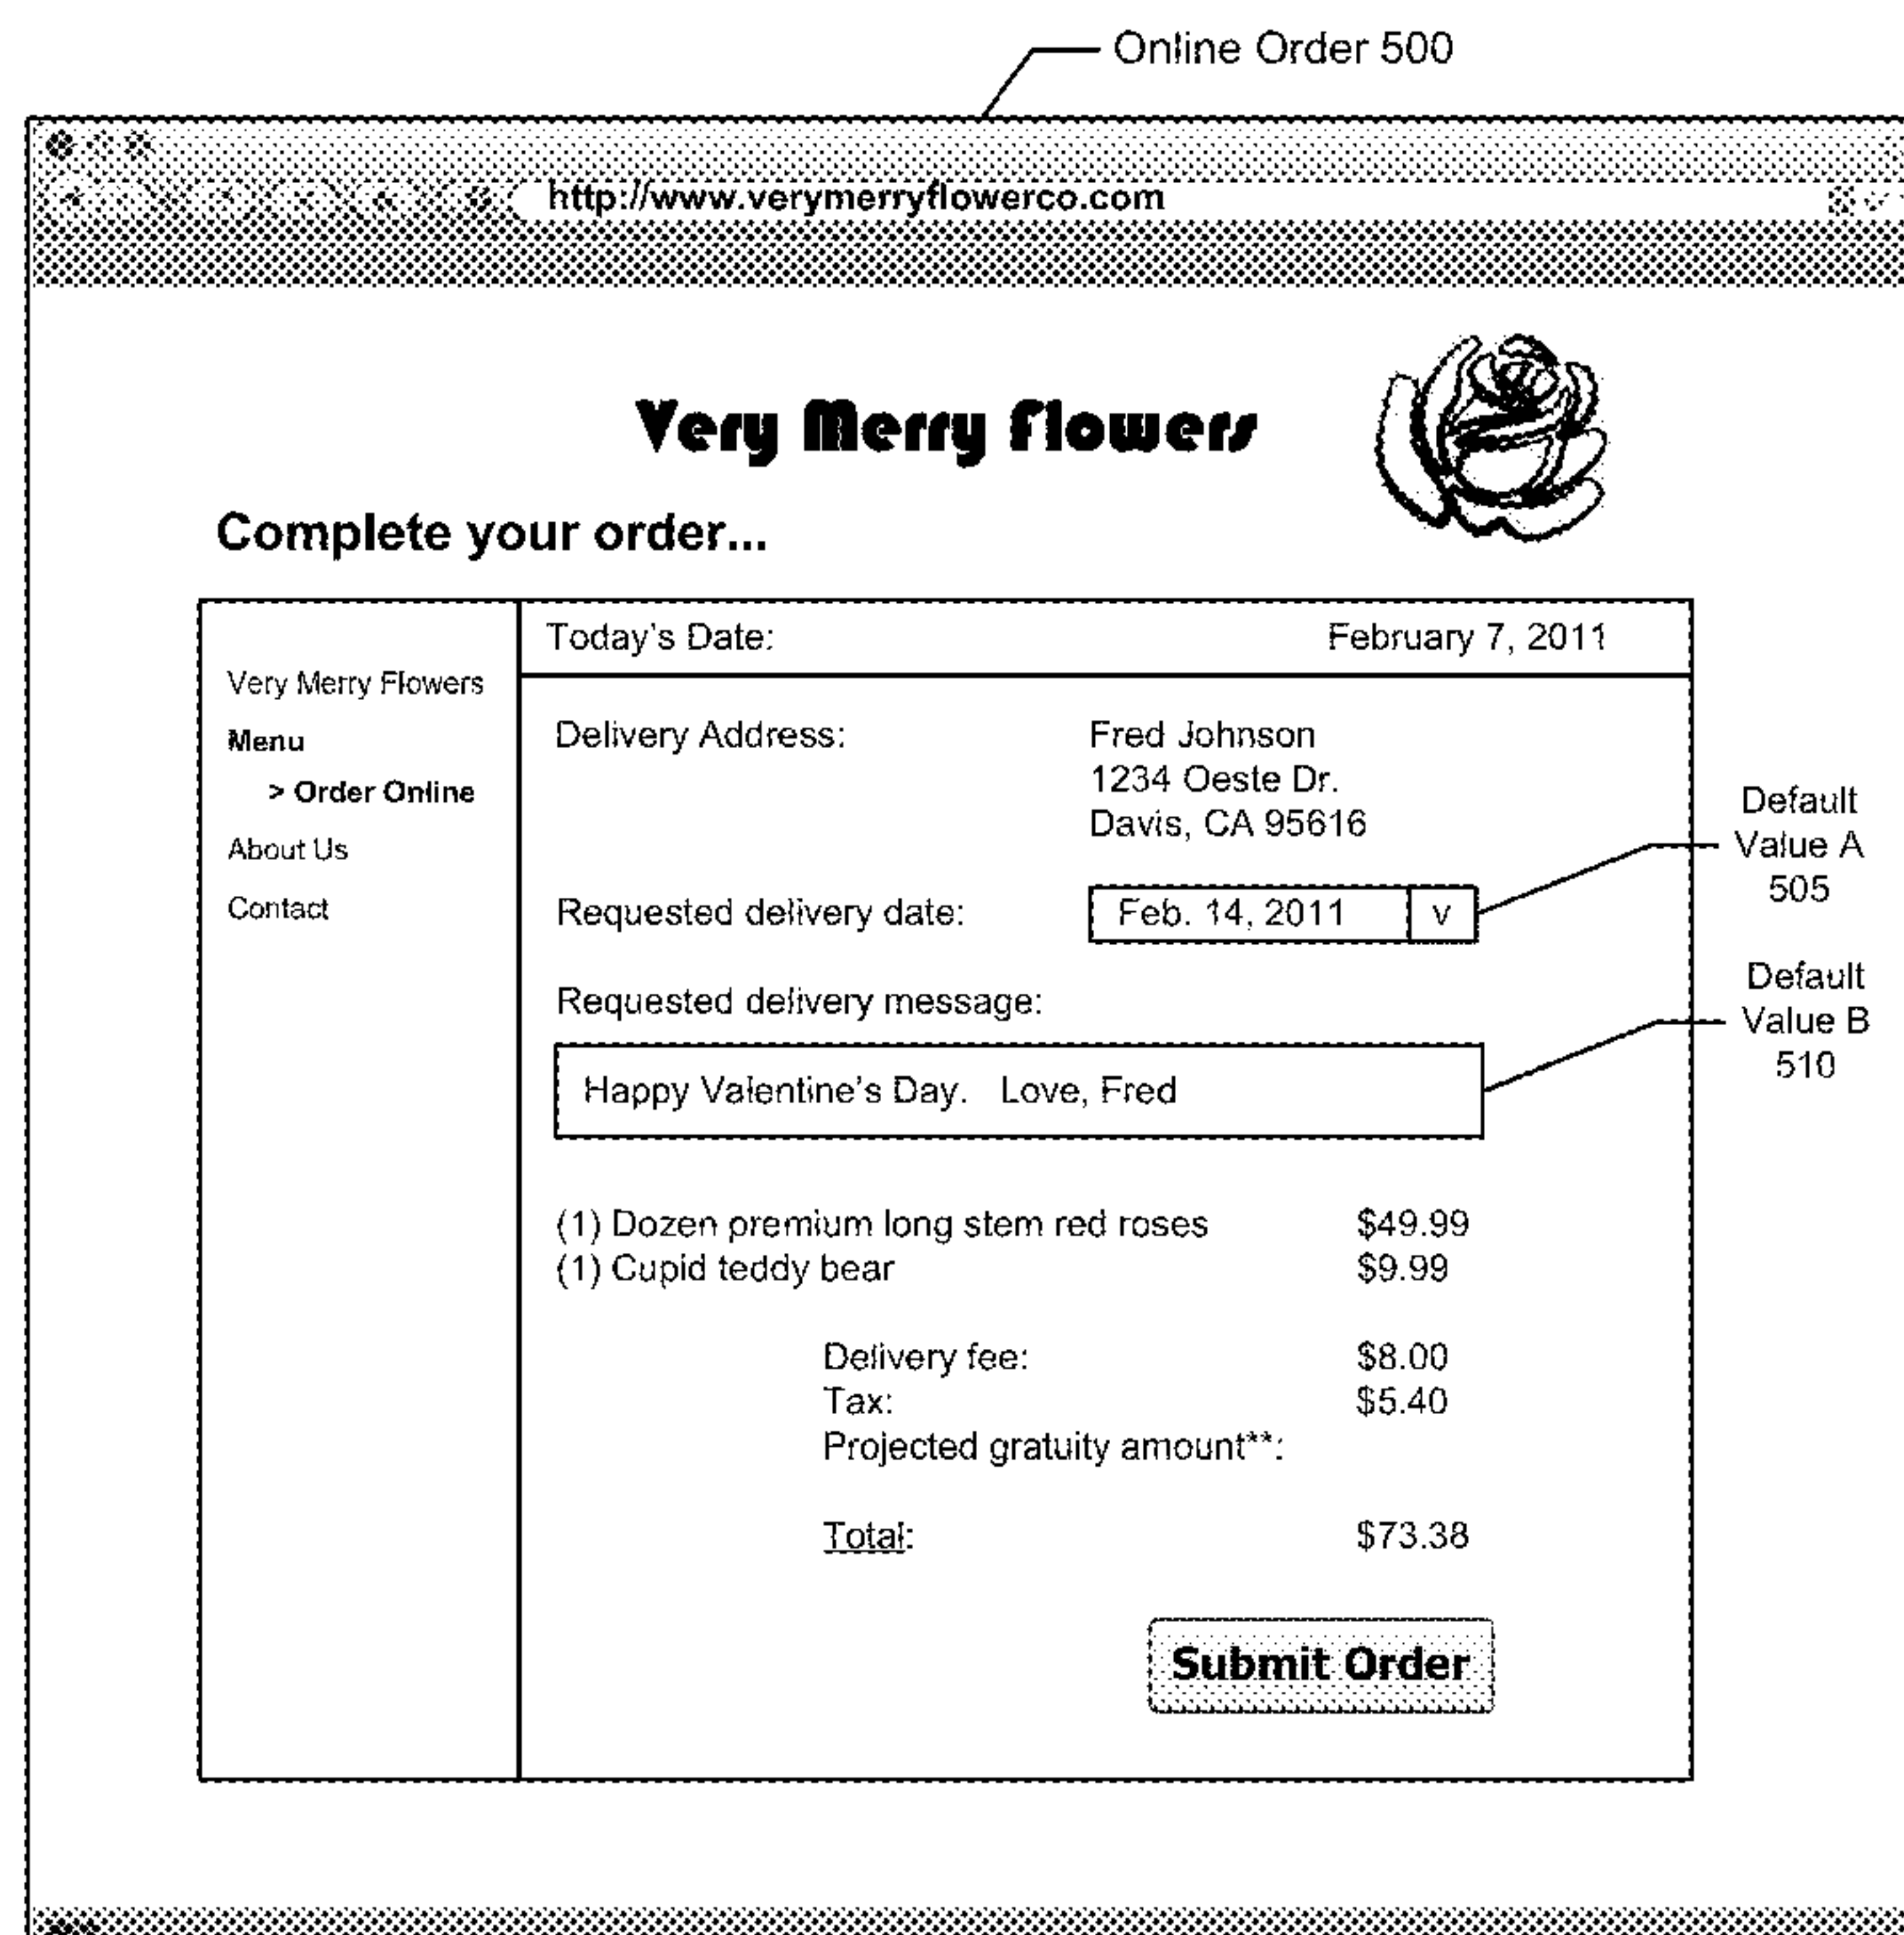 Online Order 500
http://www.verymerryflowerco.com
Very Merry Flowers
Complete your order...
Today's Date: February 7, 2011
Very Merry Flowers
Menu
> Order Online
About Us
Contact
Delivery Address: Fred Johnson
1234 Oeste Dr.
Davis, CA 95616
Requested delivery date: Feb. 14, 2011 v
Default
Value A
505
Requested delivery message:
Happy Valentine's Day. Love, Fred
Default
Value B
510
(1) Dozen premium long stem red roses $49.99
(1) Cupid teddy bear $9.99
Delivery fee: $8.00
Tax: $5.40
Projected gratuity amount**:
Total: $73.38
Submit Order